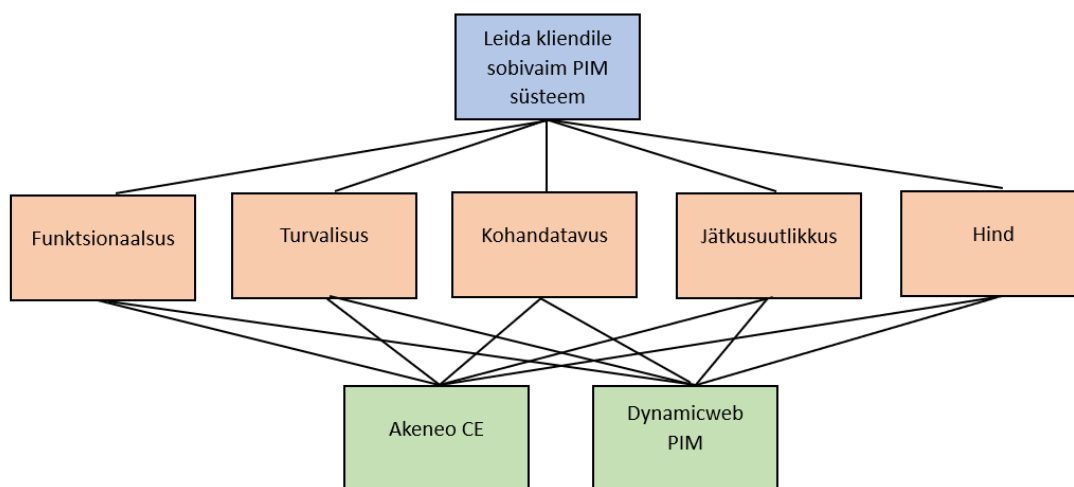 Leida kliendile
sobivaim PIM
süsteem
Funktsionaalsus
Turvalisus
Kohandatavus
Jätkusuutlikkus
Hind
Akeneo CE
Dynamicweb
PIM